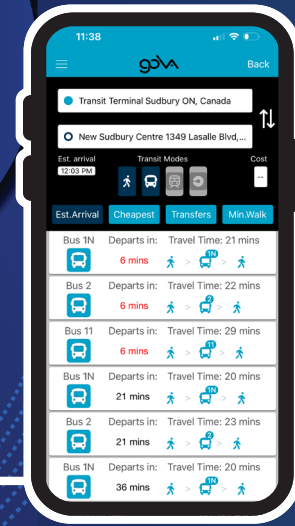 11:38
gova
Back
Transit Terminal Sudbury ON, Canada
New Sudbury Centre 1349 Lasalle Blvd,...
Est. arrival Transit Modes Cost
12:03 PM --
Est.Arrival Cheapest Transfers Min.Walk
Bus 1N Departs in: Travel Time: 21 mins
6 mins > 1N >
Bus 2 Departs in: Travel Time: 22 mins
6 mins > 2 >
Bus 11 Departs in: Travel Time: 29 mins
6 mins > 11 >
Bus 1N Departs in: Travel Time: 20 mins
21 mins > 1N >
Bus 2 Departs in: Travel Time: 23 mins
21 mins > 2 >
Bus 1N Departs in: Travel Time: 20 mins
36 mins > 1N >